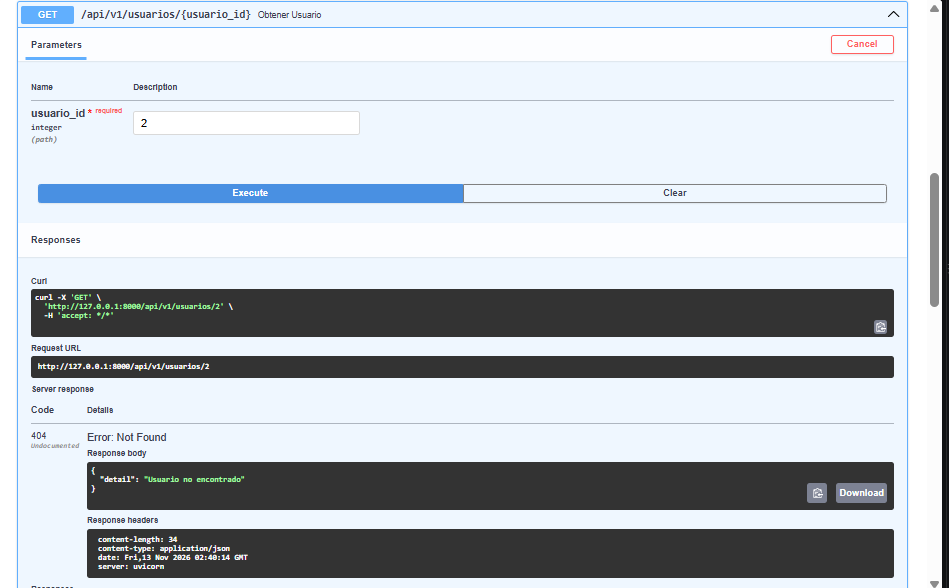 GET /api/v1/usuarios/{usuario_id} Obtener Usuario
Parameters
Cancel
Name Description
usuario_id * required
integer
(path)
2
Execute Clear
Responses
Curl
curl -X 'GET' \
'http://127.0.0.1:8000/api/v1/usuarios/2' \
-H 'accept: */*'
Request URL
http://127.0.0.1:8000/api/v1/usuarios/2
Server response
Code Details
404 Error: Not Found
Undocumented
Response body
{
"detail": "Usuario no encontrado"
}
Download
Response headers
content-length: 34
content-type: application/json
date: Fri,13 Nov 2026 02:40:14 GMT
server: uvicorn
Responses